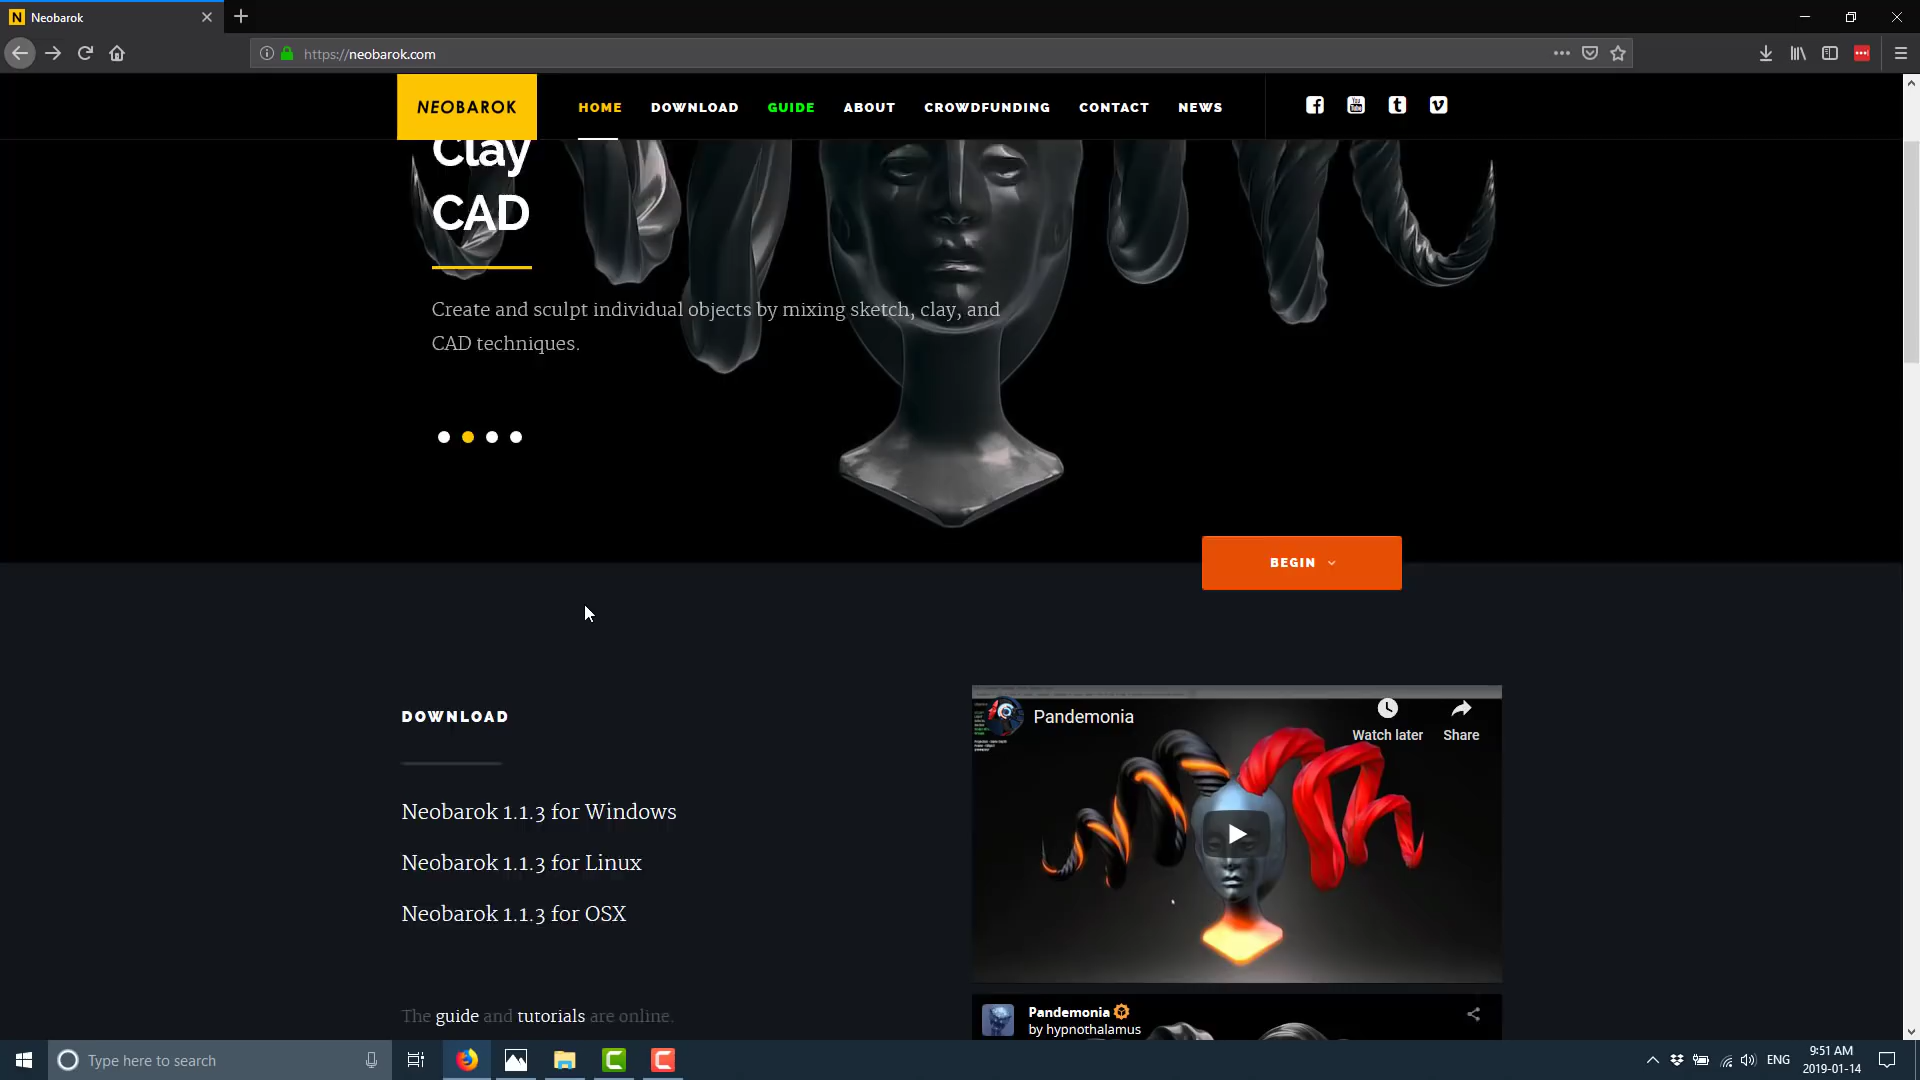 Neobarok
https://neobarok.com
NEOBAROK
HOME DOWNLOAD GUIDE ABOUT CROWDFUNDING CONTACT NEWS
Clay
CAD
Create and sculpt individual objects by mixing sketch, clay, and
CAD techniques.
BEGIN
DOWNLOAD
Neobarok 1.1.3 for Windows
Neobarok 1.1.3 for Linux
Neobarok 1.1.3 for OSX
The guide and tutorials are online.
Pandemonia
Watch later
Share
Pandemonia
by hypnothalamus
Type here to search
ENG
9:51 AM
2019-01-14